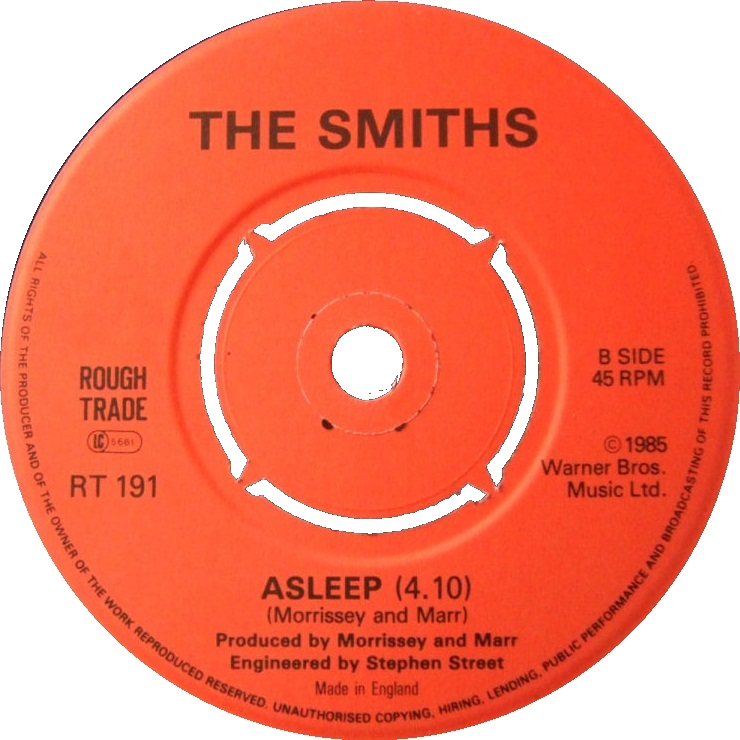 THE SMITHS
ROUGH
TRADE
LC 5661
RT 191
B SIDE
45 RPM
© 1985
Warner Bros.
Music Ltd.
ASLEEP (4.10)
(Morrissey and Marr)
Produced by Morrissey and Marr
Engineered by Stephen Street
Made in England
ALL RIGHTS OF THE PRODUCER AND OF THE OWNER OF THE WORK REPRODUCED RESERVED. UNAUTHORISED COPYING, HIRING, LENDING, PUBLIC PERFORMANCE AND BROADCASTING OF THIS RECORD PROHIBITED.